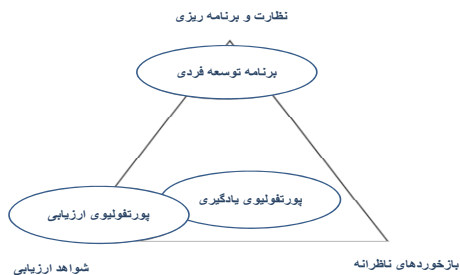 نظارت و برنامه ریزی
برنامه توسعه فردی
پورتفولیوی یادگیری
پورتفولیوی ارزیابی
بازخوردهای ناظرانه
شواهد ارزیابی